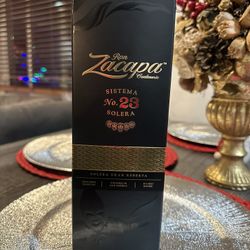 Ron
Zacapa
Centenario
SISTEMA
No. 23
SOLERA
SOLERA GRAN RESERVA